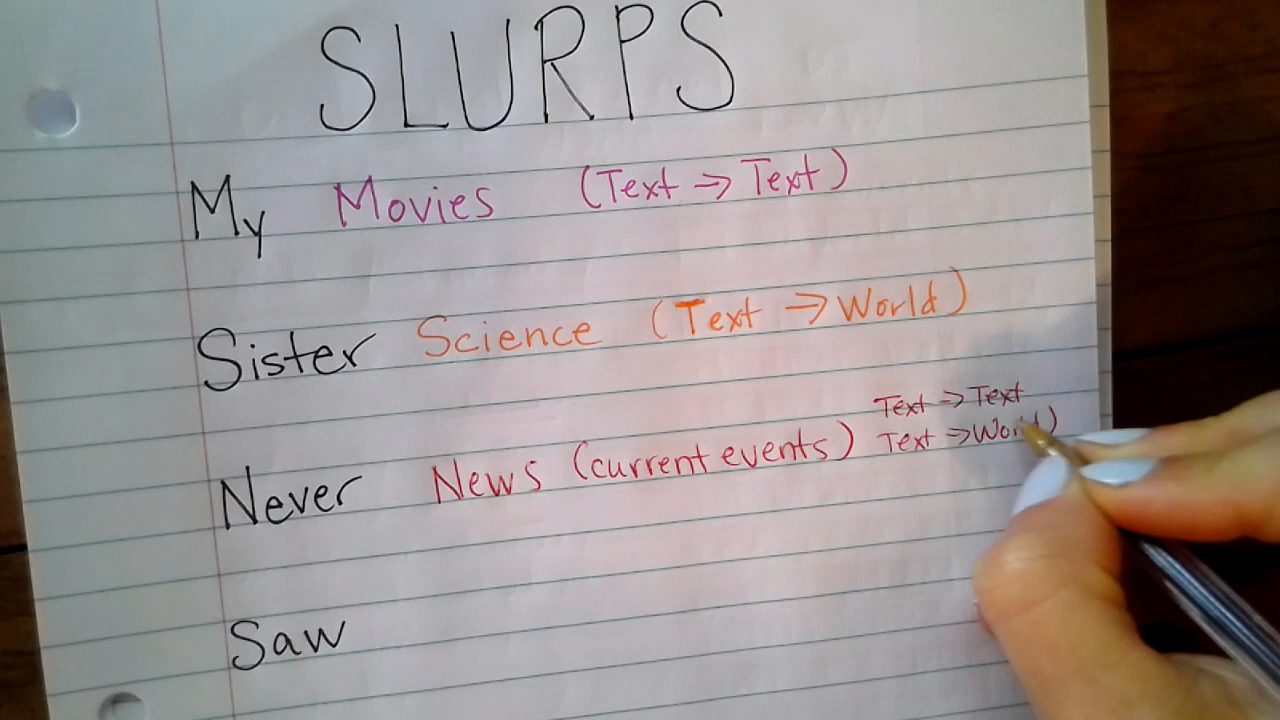 SLURPS
My Movies (Text → Text)
Sister Science (Text → World)
Text → Text
Never News (current events) Text → World)
Saw